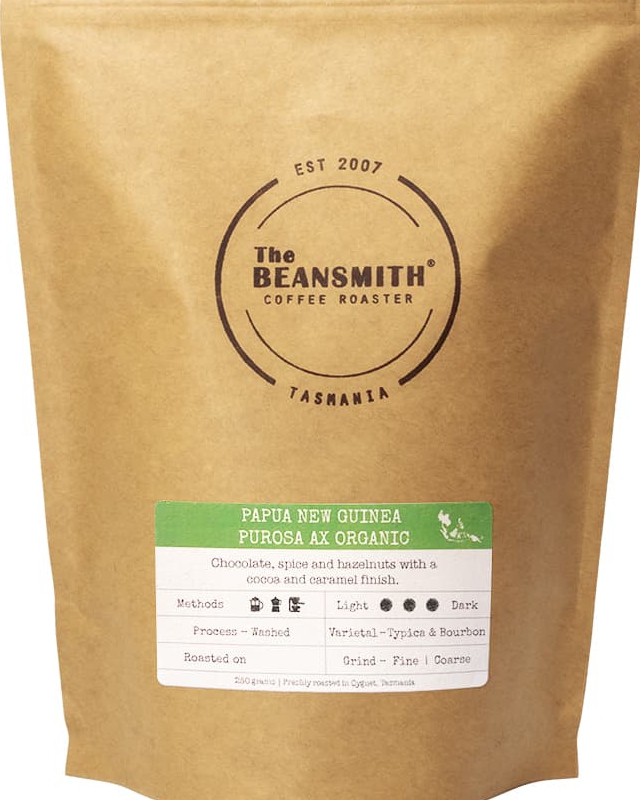 EST 2007
The
BEANSMITH®
COFFEE ROASTER
TASMANIA
PAPUA NEW GUINEA
PUROSA AX ORGANIC
Chocolate, spice and hazelnuts with a
cocoa and caramel finish.
Methods Light Dark
Process - Washed Varietal-Typica & Bourbon
Roasted on Grind - Fine | Coarse
250 grams | Freshly roasted in Cygnet, Tasmania